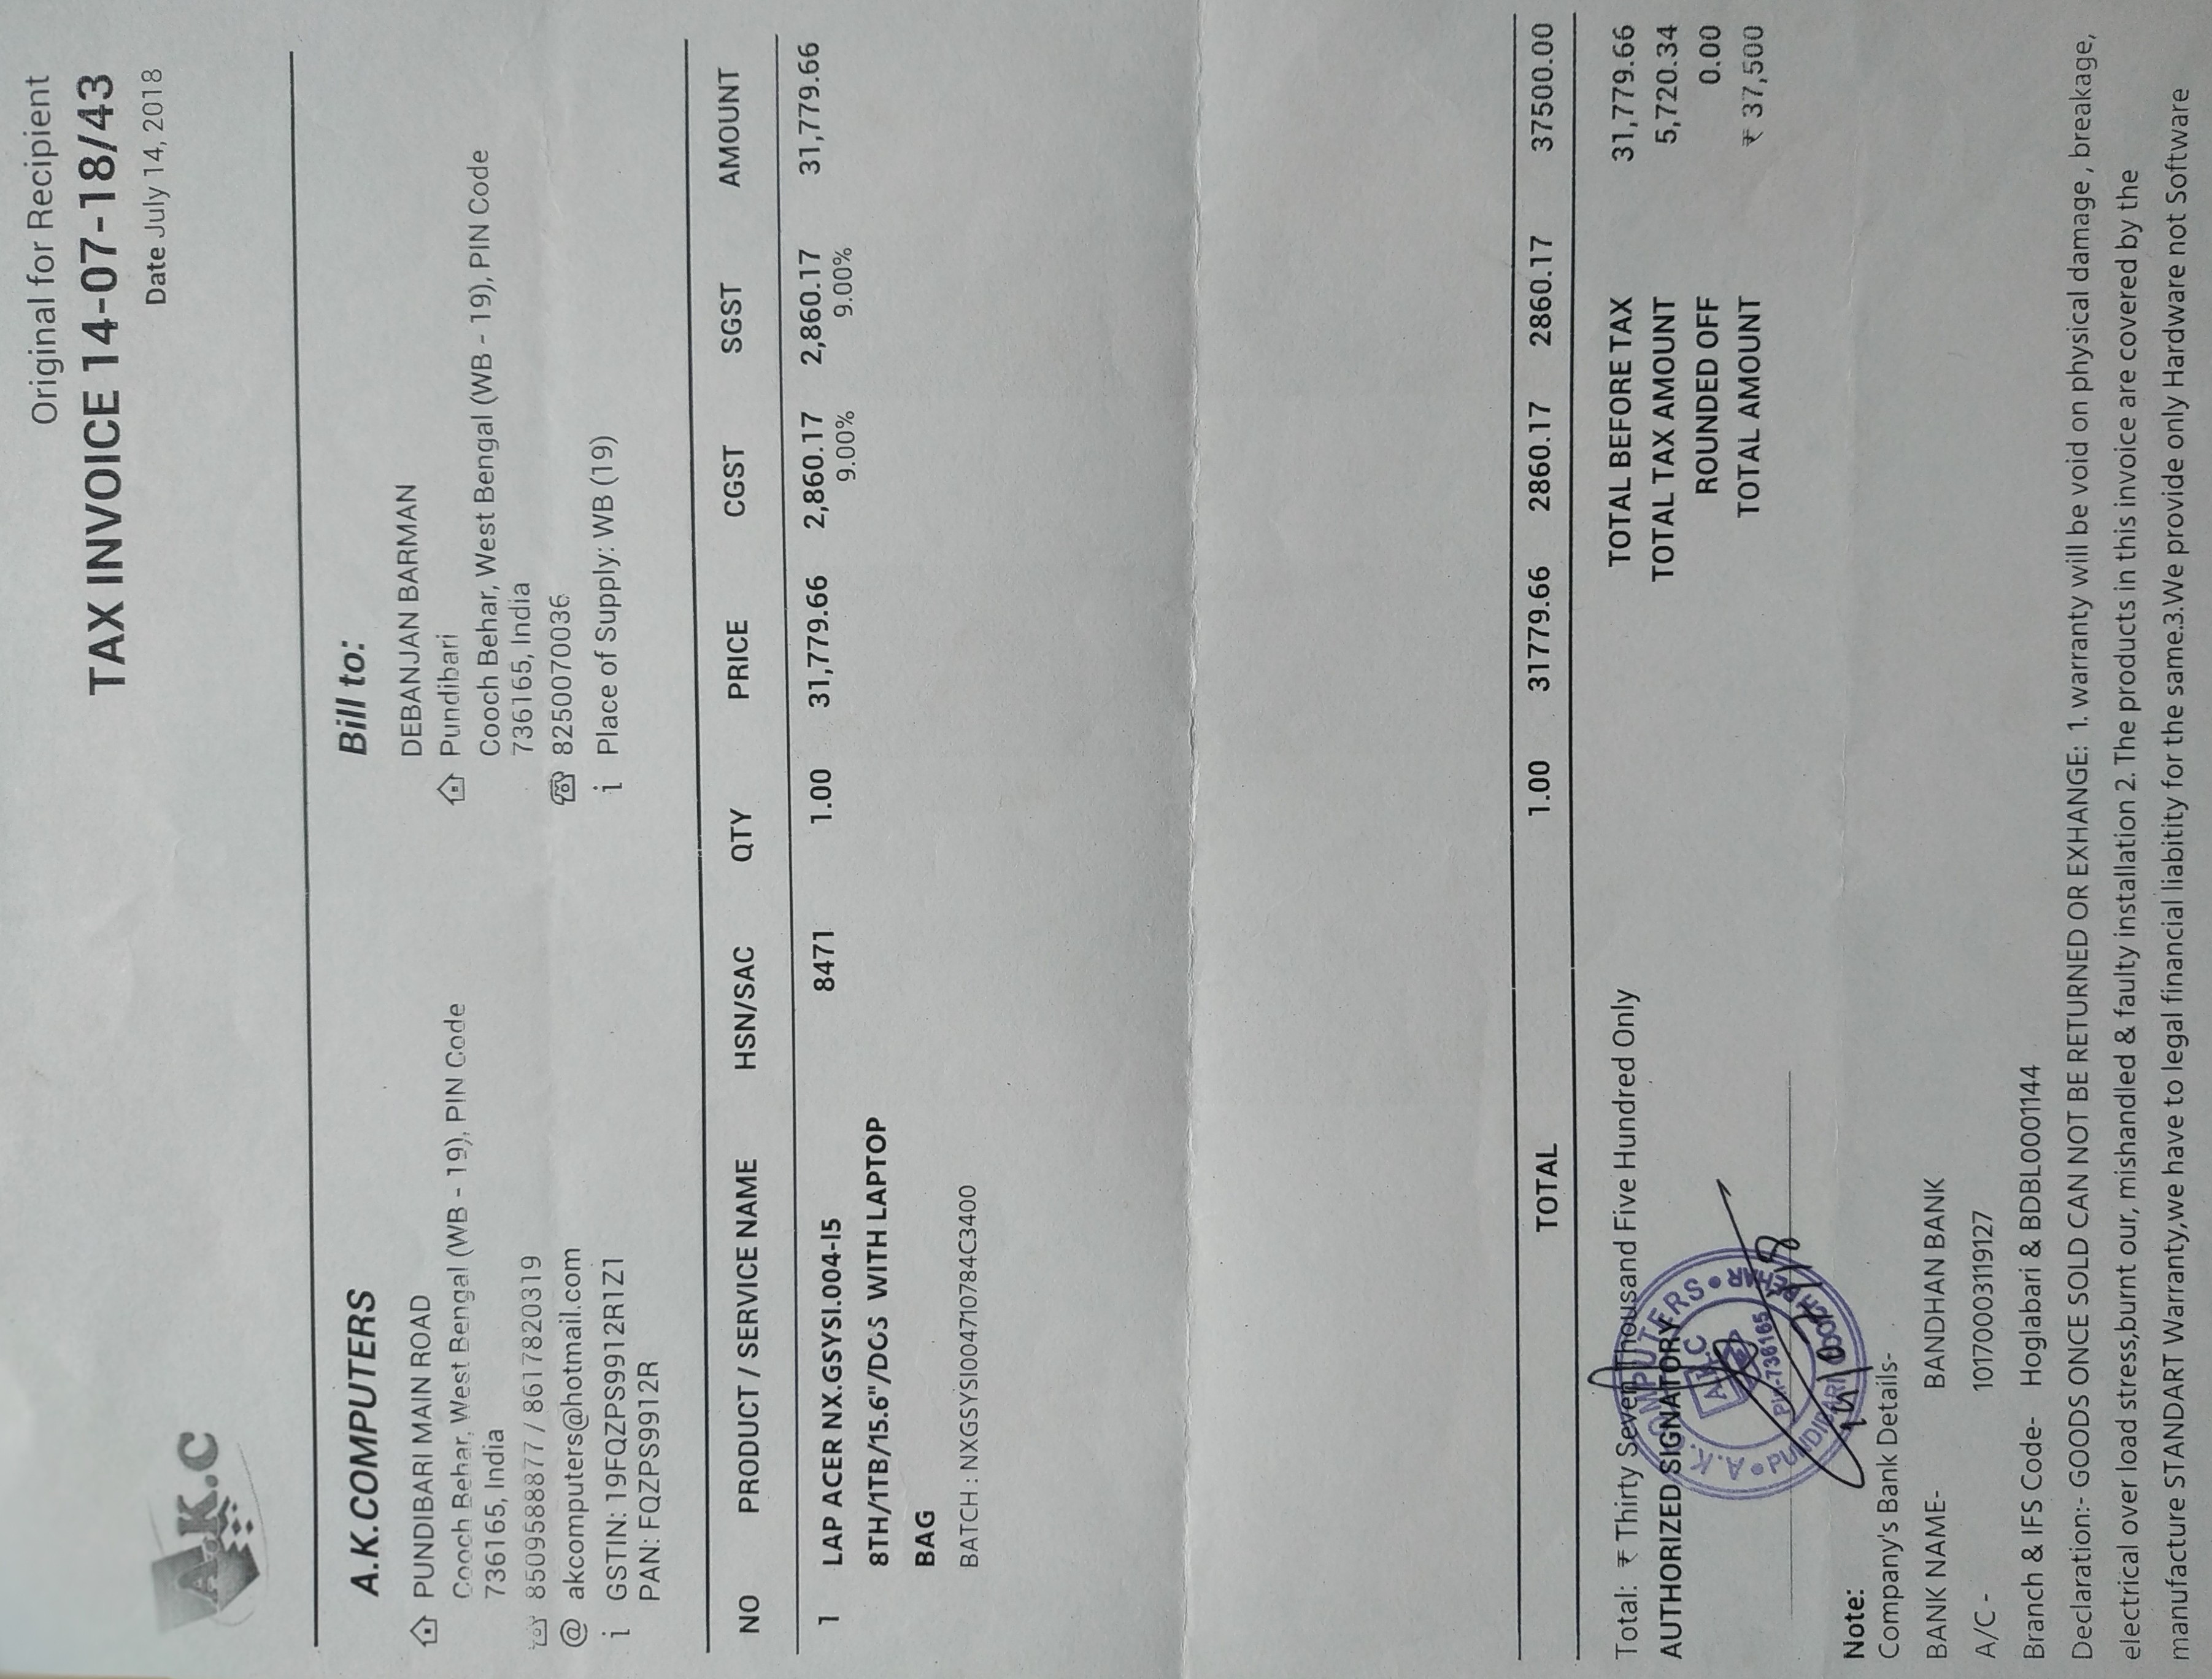 Original for Recipient
TAX INVOICE 14-07-18/43
Date July 14, 2018
A.K.C
A.K.COMPUTERS
PUNDIBARI MAIN ROAD
Cooch Behar, West Bengal (WB - 19), PIN Code
736165, India
8509588877 / 8617820319
@ akcomputers@hotmail.com
i GSTIN: 19FQZPS9912R1Z1
PAN: FQZPS9912R
Bill to:
DEBANJAN BARMAN
Pundibari
Cooch Behar, West Bengal (WB - 19), PIN Code
736165, India
8250070036
i Place of Supply: WB (19)
NO PRODUCT / SERVICE NAME HSN/SAC QTY PRICE CGST SGST AMOUNT
1 LAP ACER NX.GSYSI.004-I5 8471 1.00 31,779.66 2,860.17 2,860.17 31,779.66
9.00% 9.00%
8TH/1TB/15.6"/DOS WITH LAPTOP
BAG
BATCH : NXGSYSI004710784C3400
TOTAL 1.00 31779.66 2860.17 2860.17 37500.00
Total: ₹ Thirty Seven Thousand Five Hundred Only
AUTHORIZED SIGNATORY
TOTAL BEFORE TAX 31,779.66
TOTAL TAX AMOUNT 5,720.34
ROUNDED OFF 0.00
TOTAL AMOUNT ₹ 37,500
A.K.COMPUTERS
A.K.C
Pin-736165
PUNDIBARI COOCH BEHAR
14/07/18
Note:
Company's Bank Details-
BANK NAME- BANDHAN BANK
A/C - 10170003119127
Branch & IFS Code- Hoglabari & BDBL0001144
Declaration:- GOODS ONCE SOLD CAN NOT BE RETURNED OR EXHANGE: 1. warranty will be void on physical damage , breakage,
electrical over load stress,burnt our, mishandled & faulty installation 2. The products in this invoice are covered by the
manufacture STANDART Warranty,we have to legal financial liabitity for the same.3.We provide only Hardware not Software